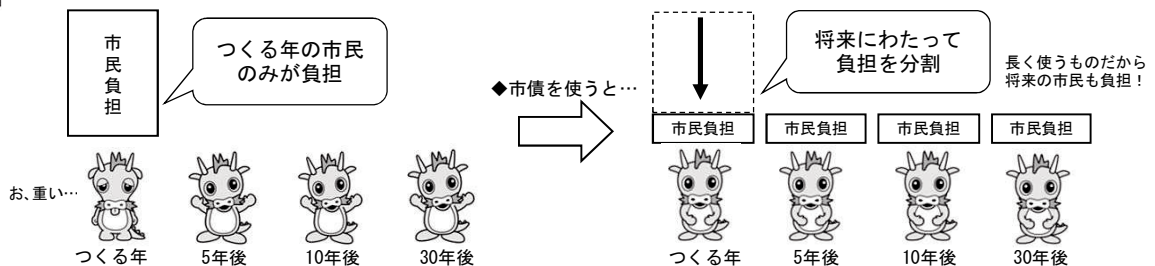 市民負担
つくる年の市民
のみが負担
お、重い…
つくる年
5年後
10年後
30年後
◆市債を使うと…
将来にわたって
負担を分割
長く使うものだから
将来の市民も負担！
市民負担
市民負担
市民負担
市民負担
つくる年
5年後
10年後
30年後